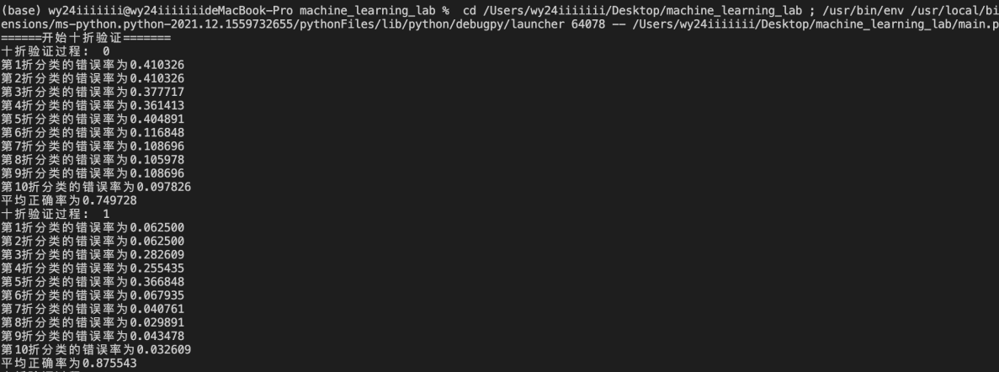 (base) wy24iiiiiii@wy24iiiiiiideMacBook-Pro machine_learning_lab %  cd /Users/wy24iiiiiii/Desktop/machine_learning_lab ; /usr/bin/env /usr/local/bi
ensions/ms-python.python-2021.12.1559732655/pythonFiles/lib/python/debugpy/launcher 64078 -- /Users/wy24iiiiiii/Desktop/machine_learning_lab/main.p
======开始十折验证=======
十折验证过程: 0
第1折分类的错误率为0.410326
第2折分类的错误率为0.410326
第3折分类的错误率为0.377717
第4折分类的错误率为0.361413
第5折分类的错误率为0.404891
第6折分类的错误率为0.116848
第7折分类的错误率为0.108696
第8折分类的错误率为0.105978
第9折分类的错误率为0.108696
第10折分类的错误率为0.097826
平均正确率为0.749728
十折验证过程: 1
第1折分类的错误率为0.062500
第2折分类的错误率为0.062500
第3折分类的错误率为0.282609
第4折分类的错误率为0.255435
第5折分类的错误率为0.366848
第6折分类的错误率为0.067935
第7折分类的错误率为0.040761
第8折分类的错误率为0.029891
第9折分类的错误率为0.043478
第10折分类的错误率为0.032609
平均正确率为0.875543